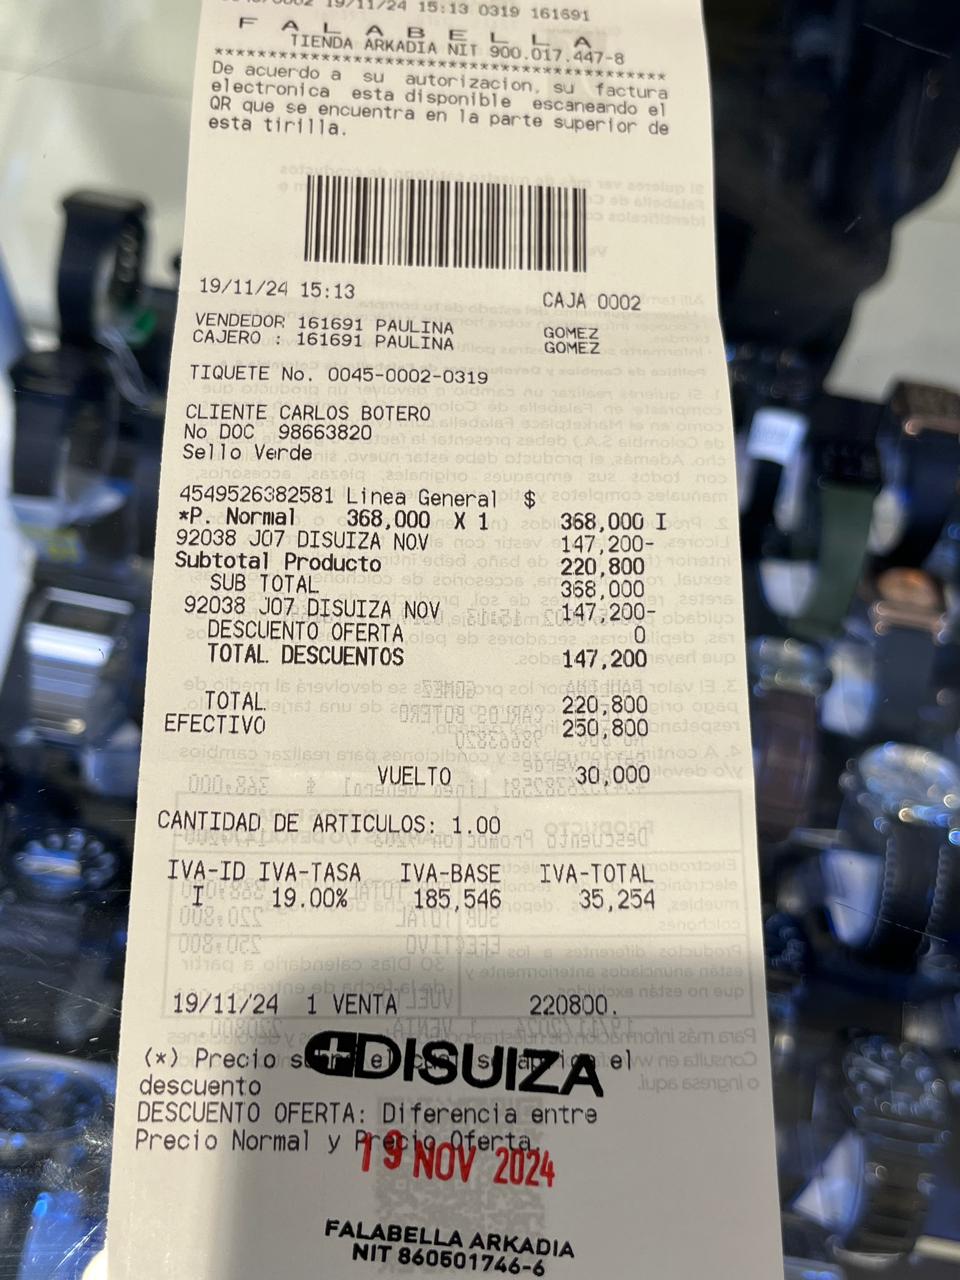 19/11/24 15:13 0319 161691
F A L A B E L L A
TIENDA ARKADIA NIT 900.017.447-8
******************************************
De acuerdo a su autorizacion, su factura
electronica esta disponible escaneando el
QR que se encuentra en la parte superior de
esta tirilla.
19/11/24 15:13 CAJA 0002
VENDEDOR 161691 PAULINA GOMEZ
CAJERO : 161691 PAULINA GOMEZ
TIQUETE No. 0045-0002-0319
CLIENTE CARLOS BOTERO
No DOC 98663820
Sello Verde
4549526382581 Linea General $
*P. Normal 368,000 X 1 368,000 I
92038 J07 DISUIZA NOV 147,200-
Subtotal Producto 220,800
SUB TOTAL 368,000
92038 J07 DISUIZA NOV 147,200-
DESCUENTO OFERTA 0
TOTAL DESCUENTOS 147,200
TOTAL 220,800
EFECTIVO 250,800
VUELTO 30,000
CANTIDAD DE ARTICULOS: 1.00
IVA-ID IVA-TASA IVA-BASE IVA-TOTAL
I 19.00% 185,546 35,254
19/11/24 1 VENTA 220800.
DISUIZA
(*) Precio el
descuento
DESCUENTO OFERTA: Diferencia entre
Precio Normal y Precio Oferta.
19 NOV 2024
FALABELLA ARKADIA
NIT 860501746-6